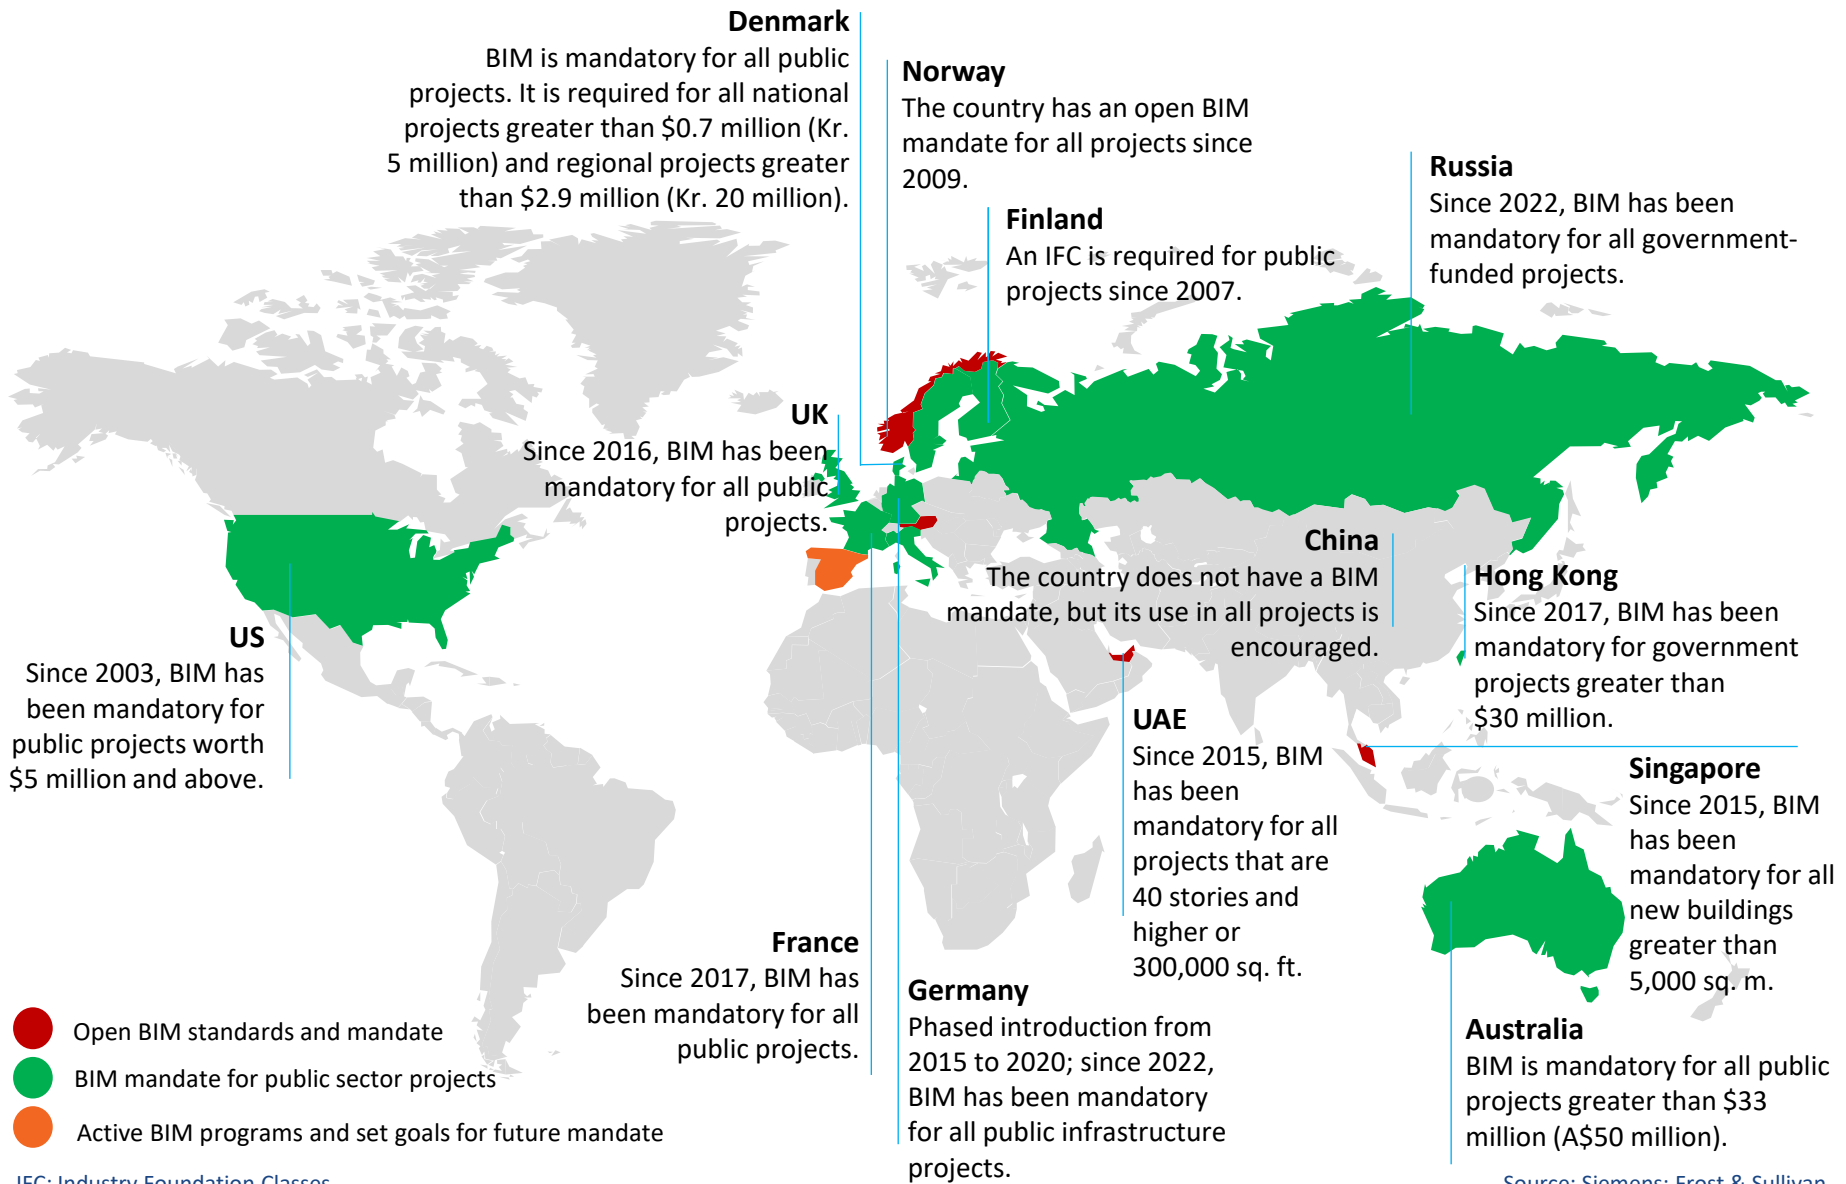 Denmark
BIM is mandatory for all public
projects. It is required for all national
projects greater than $0.7 million (Kr.
5 million) and regional projects greater
than $2.9 million (Kr. 20 million).
Norway
The country has an open BIM
mandate for all projects since
2009.
Finland
An IFC is required for public
projects since 2007.
Russia
Since 2022, BIM has been
mandatory for all government-
funded projects.
UK
Since 2016, BIM has been
mandatory for all public
projects.
China
The country does not have a BIM
mandate, but its use in all projects is
encouraged.
Hong Kong
Since 2017, BIM has been
mandatory for government
projects greater than
$30 million.
US
Since 2003, BIM has
been mandatory for
public projects worth
$5 million and above.
UAE
Since 2015, BIM
has been
mandatory for all
projects that are
40 stories and
higher or
300,000 sq. ft.
Singapore
Since 2015, BIM
has been
mandatory for all
new buildings
greater than
5,000 sq. m.
France
Since 2017, BIM has
been mandatory for all
public projects.
Germany
Phased introduction from
2015 to 2020; since 2022,
BIM has been mandatory
for all public infrastructure
projects.
Australia
BIM is mandatory for all public
projects greater than $33
million (A$50 million).
Open BIM standards and mandate
BIM mandate for public sector projects
Active BIM programs and set goals for future mandate
IFC: Industry Foundation Classes
Source: Siemens; Frost & Sullivan